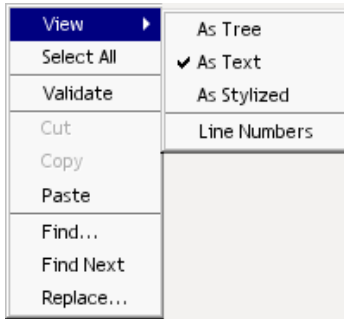 View
Select All
Validate
Cut
Copy
Paste
Find...
Find Next
Replace...
As Tree
As Text
As Stylized
Line Numbers